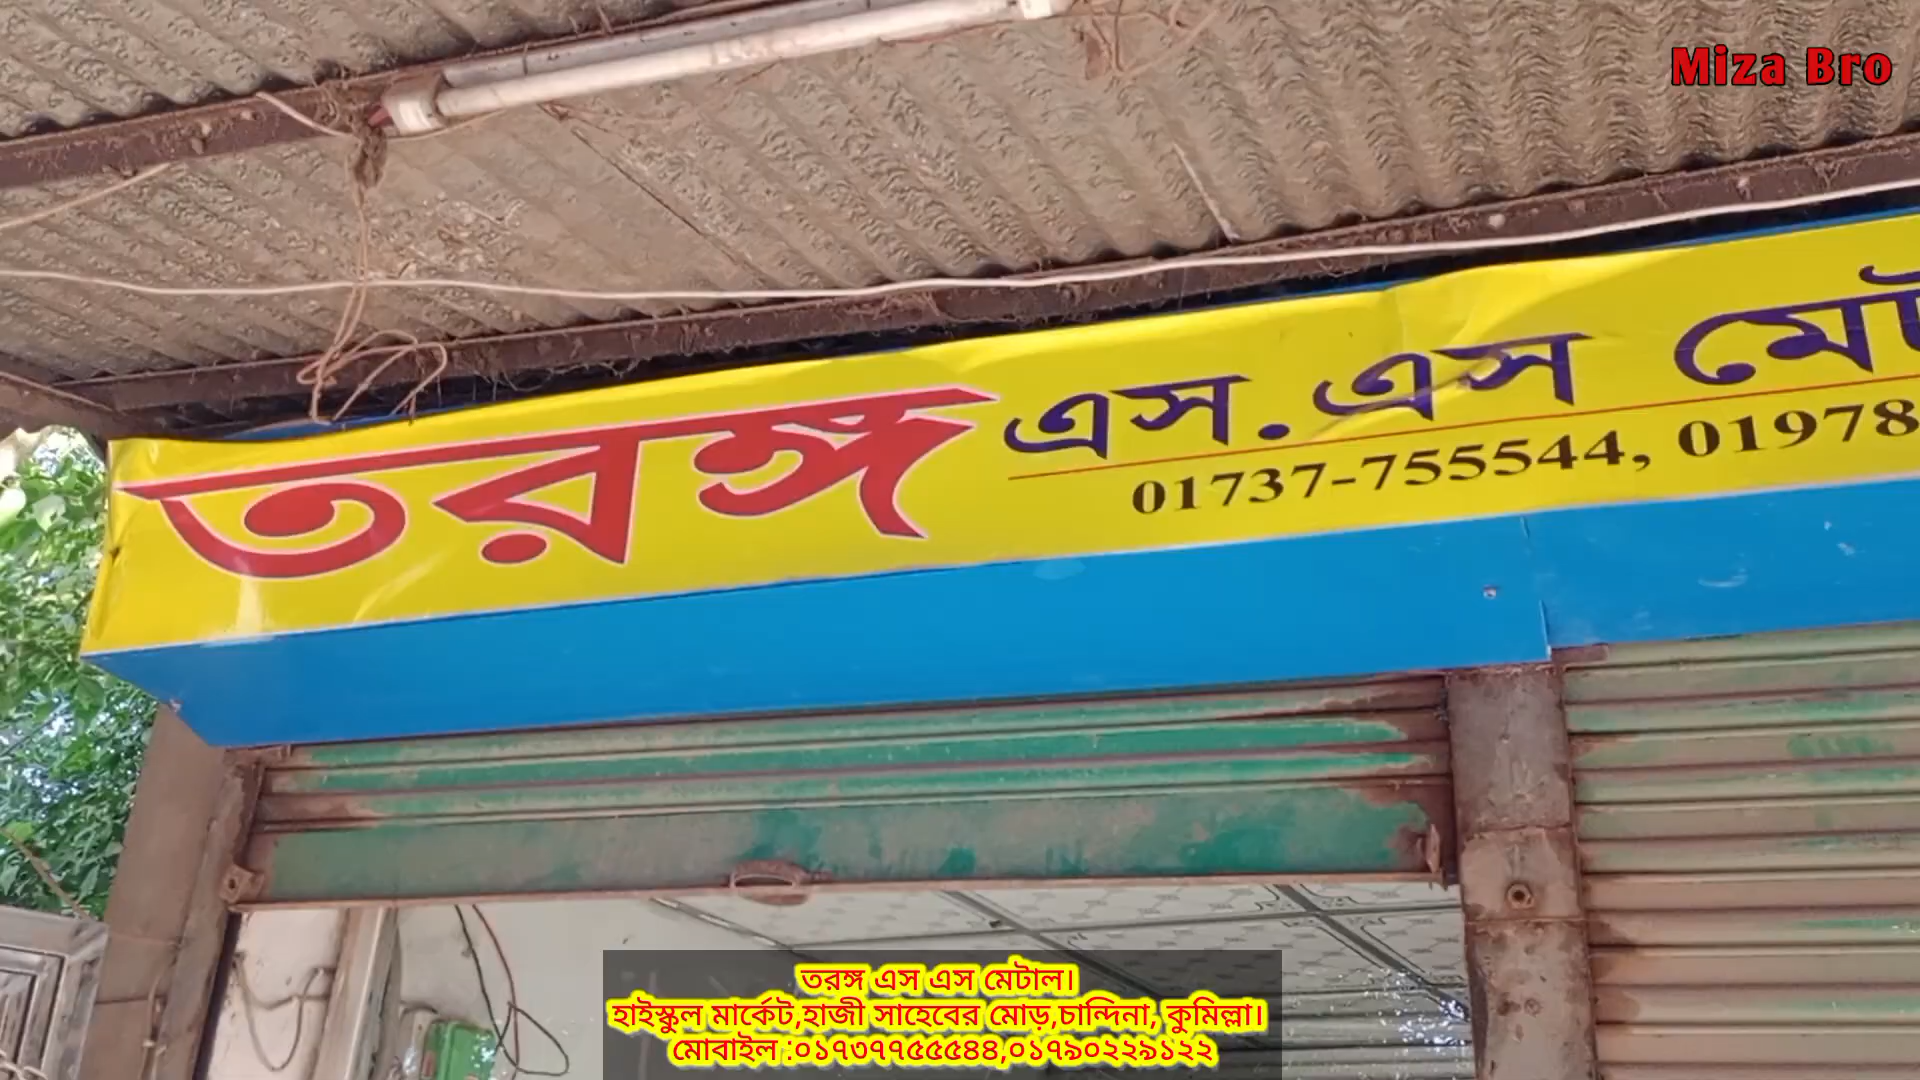 Miza Bro
তরঙ্গ এস.এস
01737-755544, 01978
তরঙ্গ এস এস মেটাল।
হাইস্কুল মার্কেট,হাজী সাহেবের মোড়,চান্দিনা, কুমিল্লা।
মোবাইল :০১৭৩৭৭৫৫৫৪৪,০১৭৯০২২৯১২২